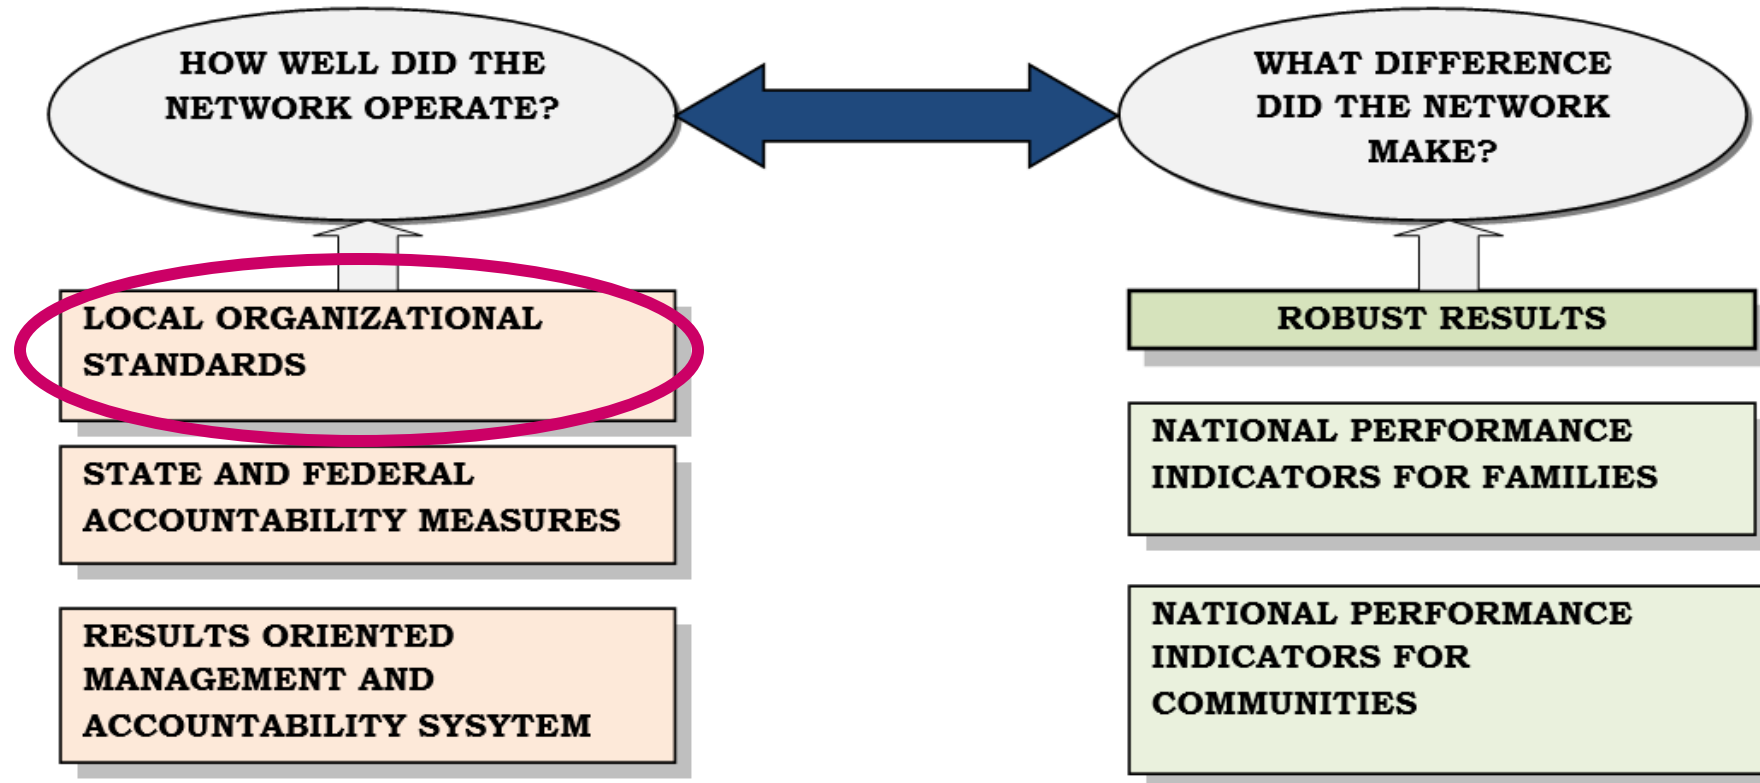 HOW WELL DID THE
NETWORK OPERATE?
WHAT DIFFERENCE
DID THE NETWORK
MAKE?
LOCAL ORGANIZATIONAL
STANDARDS
STATE AND FEDERAL
ACCOUNTABILITY MEASURES
RESULTS ORIENTED
MANAGEMENT AND
ACCOUNTABILITY SYSYTEM
ROBUST RESULTS
NATIONAL PERFORMANCE
INDICATORS FOR FAMILIES
NATIONAL PERFORMANCE
INDICATORS FOR
COMMUNITIES